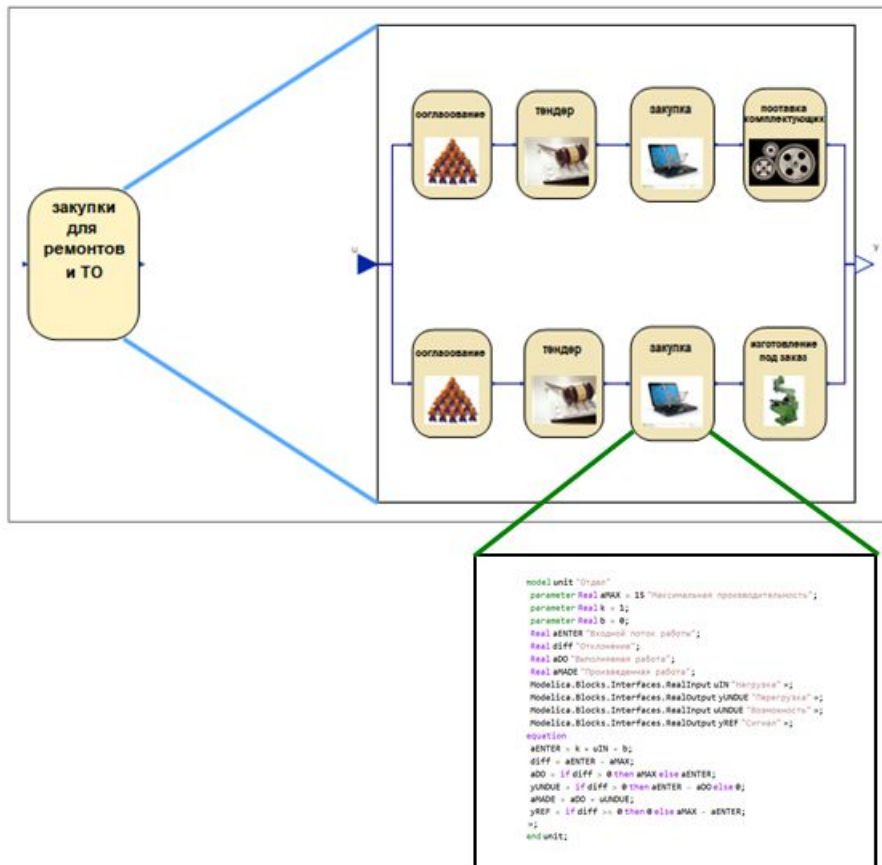 согласование
тендер
закупка
поставка
комплектующих
закупки
для
ремонтов
и ТО
u
y
согласование
тендер
закупка
изготовление
под заказ
model unit "Отдел"
parameter Real aMAX = 15 "Максимальная производительность";
parameter Real k = 1;
parameter Real b = 0;
Real aENTER "Входной поток работы";
Real diff "Отклонение";
Real aDO "Выполняемая работа";
Real aMADE "Произведенная работа";
Modelica.Blocks.Interfaces.RealInput uIN "Нагрузка" »;
Modelica.Blocks.Interfaces.RealOutput yUNDUE "Перегрузка" »;
Modelica.Blocks.Interfaces.RealInput uUNDUE "Возможность" »;
Modelica.Blocks.Interfaces.RealOutput yREF "Сигнал" »;
equation
aENTER = k * uIN - b;
diff = aENTER - aMAX;
aDO = if diff > 0 then aMAX else aENTER;
yUNDUE = if diff > 0 then aENTER - aDO else 0;
aMADE = aDO + uUNDUE;
yREF = if diff >= 0 then 0 else aMAX - aENTER;
»;
end unit;